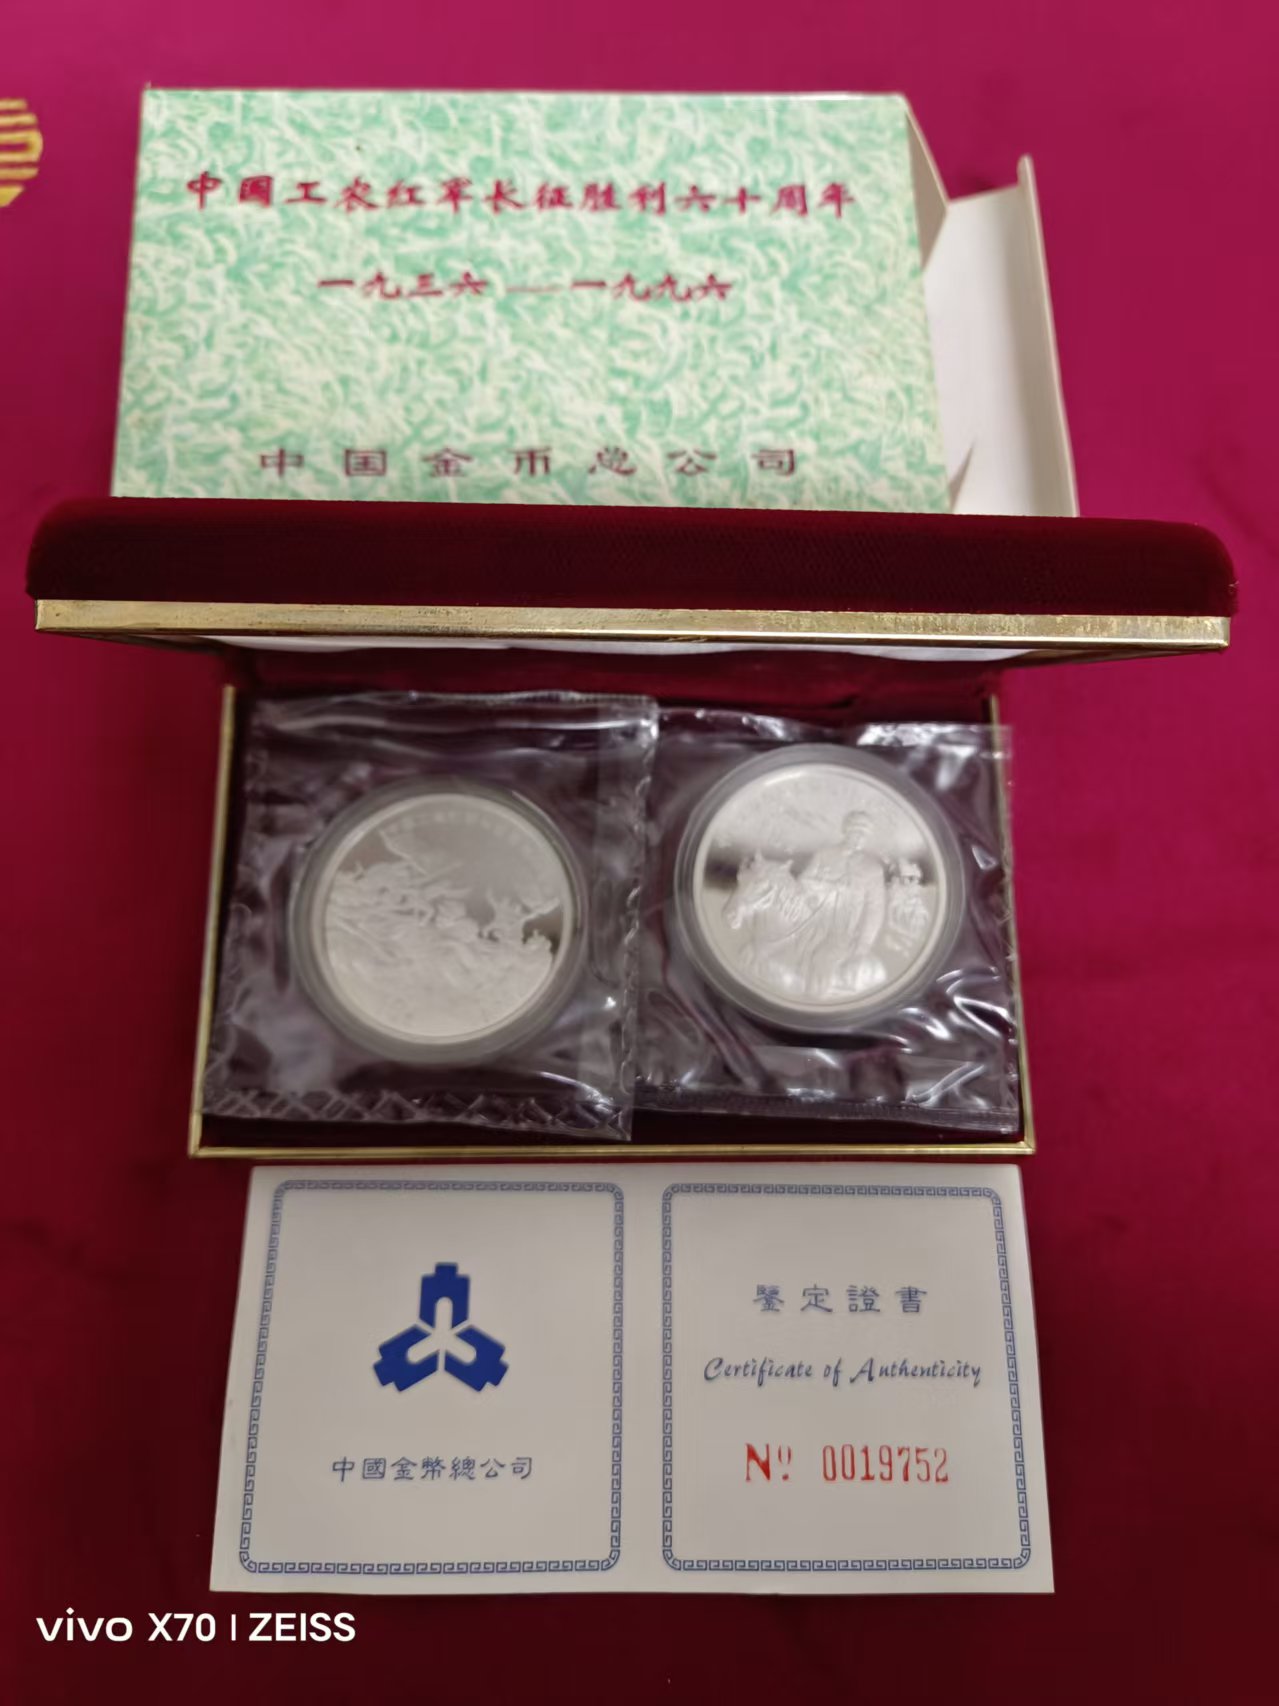 中国工农红军长征胜利六十周年
一九三六——一九九六
中国金币总公司
鑒定證書
Certificate of Authenticity
中國金幣總公司
Nº 0019752
vivo X70 | ZEISS